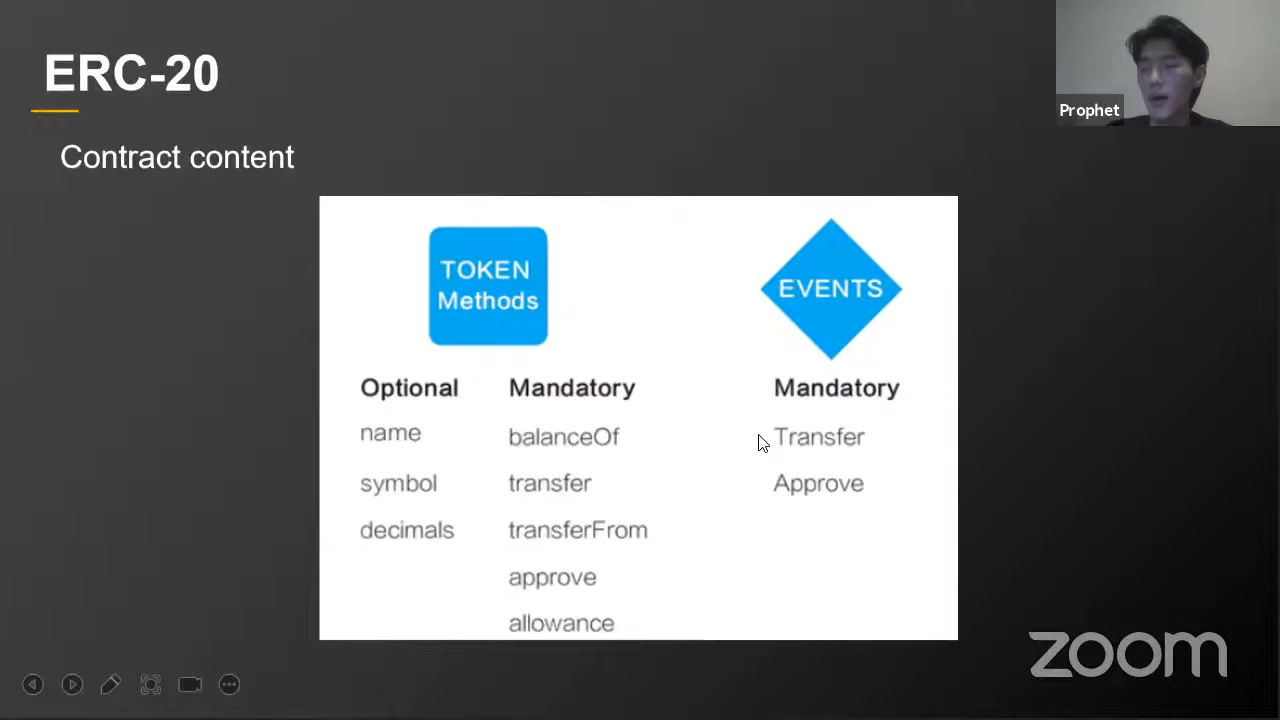 ERC-20
Prophet
Contract content
TOKEN
Methods
EVENTS
Optional
Mandatory
Mandatory
name
balanceOf
Transfer
symbol
transfer
Approve
decimals
transferFrom
approve
allowance
zoom